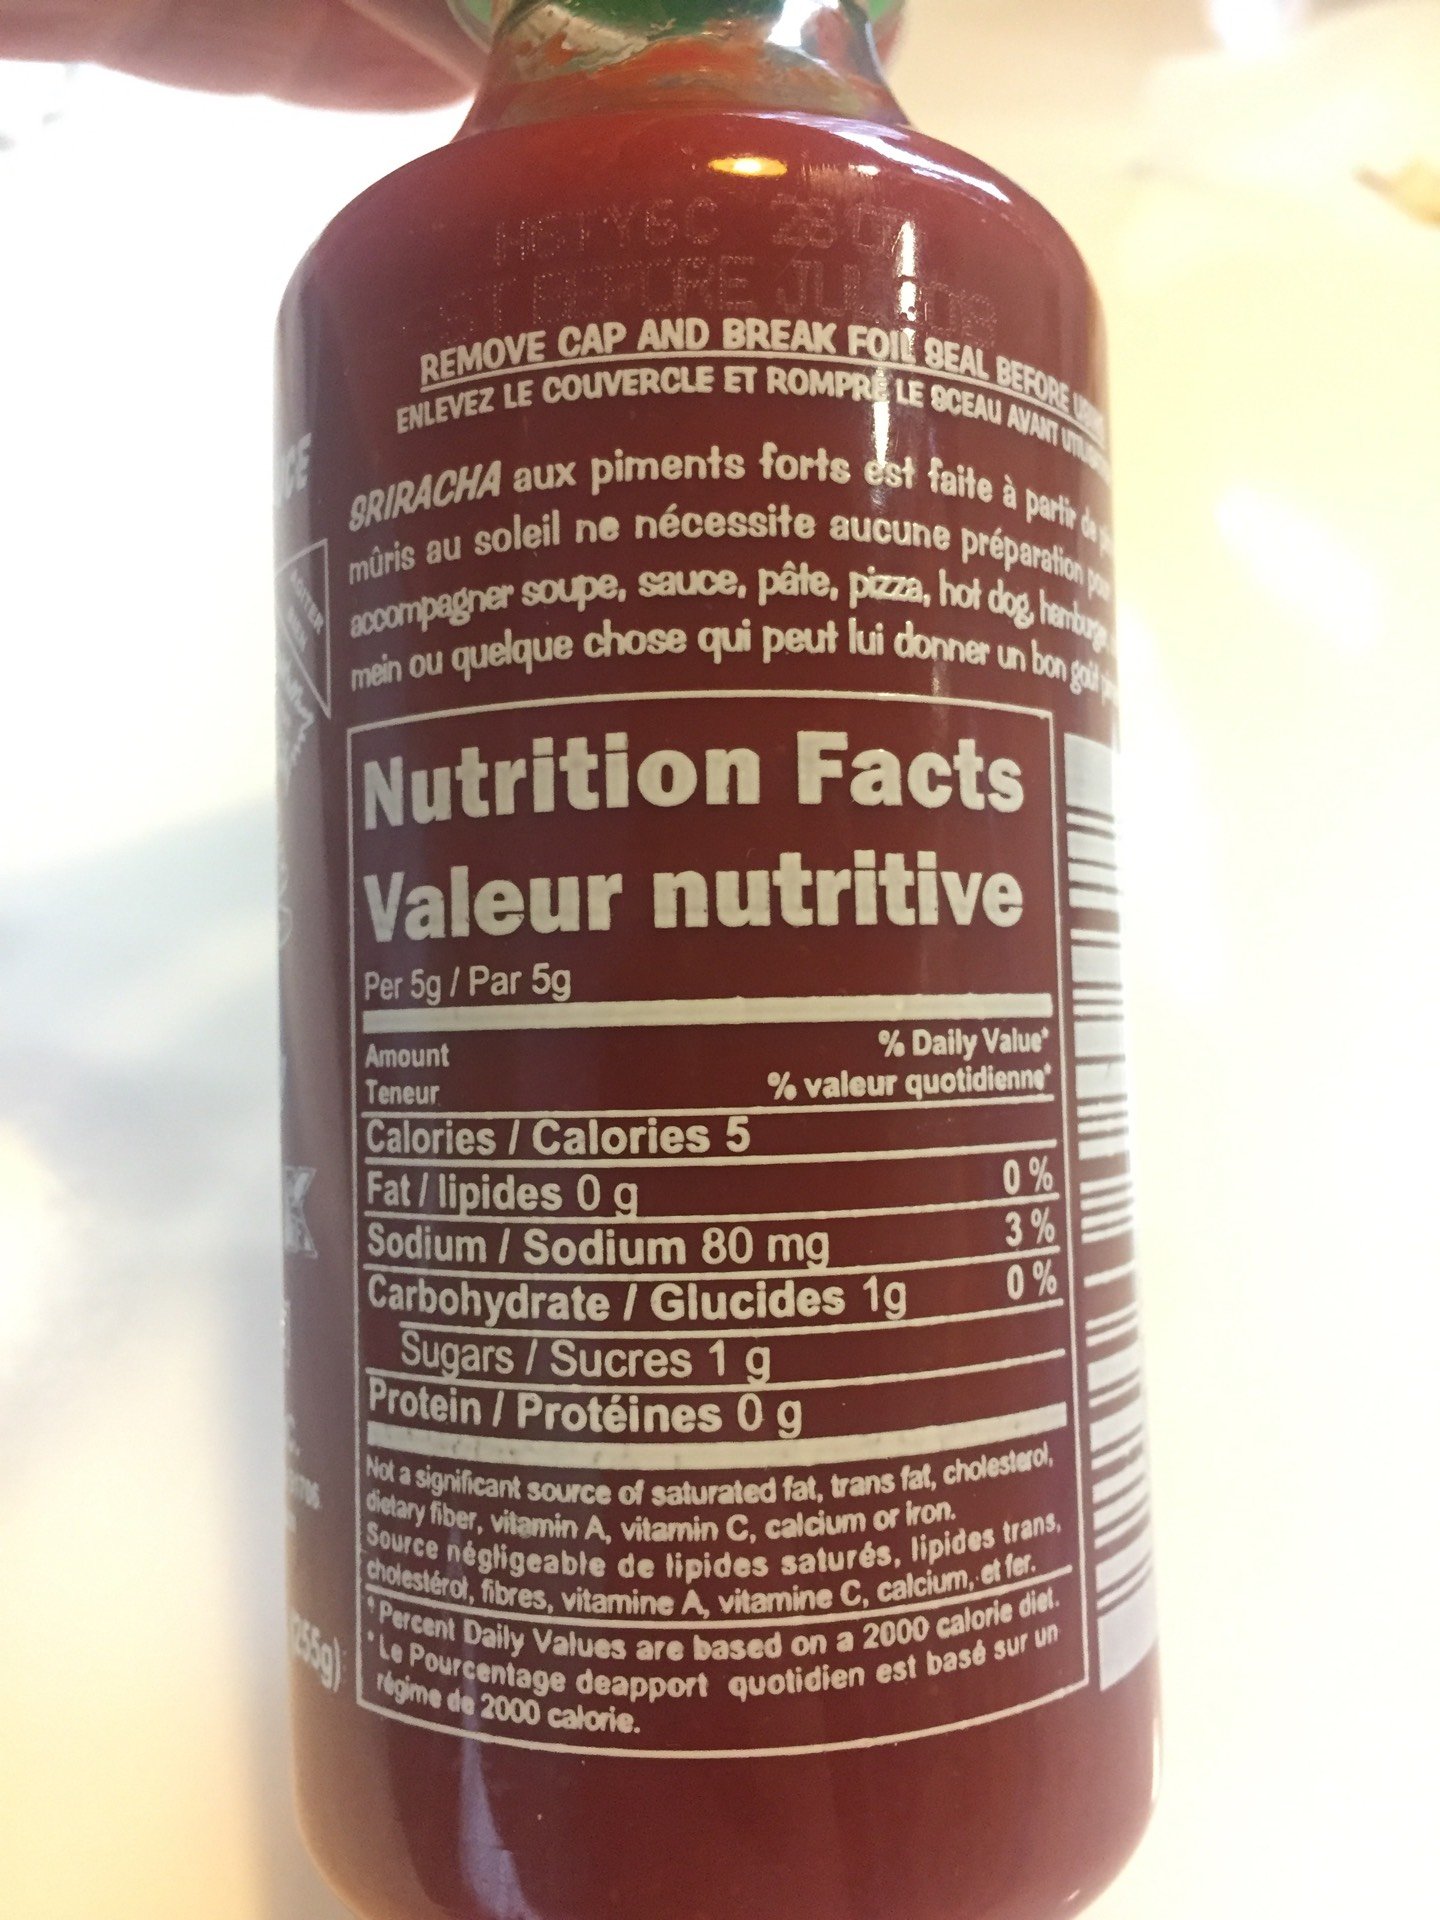 REMOVE CAP AND BREAK FOIL SEAL BEFORE USING
ENLEVEZ LE COUVERCLE ET ROMPRE LE SCEAU AVANT
SRIRACHA aux piments forts est faite à partir de
mûris au soleil ne nécessite aucune préparation pour
accompagner soupe, sauce, pâte, pizza, hot dog,
mein ou quelque chose qui peut lui donner un bon goût
Nutrition Facts
Valeur nutritive
Per 5g / Par 5g
Amount % Daily Value*
Teneur % valeur quotidienne*
Calories / Calories 5
Fat / lipides 0 g 0 %
Sodium / Sodium 80 mg 3 %
Carbohydrate / Glucides 1g 0 %
Sugars / Sucres 1 g
Protein / Protéines 0 g
Not a significant source of saturated fat, trans fat, cholesterol,
dietary fiber, vitamin A, vitamin C, calcium or iron.
Source négligeable de lipides saturés, lipides trans,
cholestérol, fibres, vitamine A, vitamine C, calcium, et fer.
* Percent Daily Values are based on a 2000 calorie diet.
* Le Pourcentage deapport quotidien est basé sur un
régime de 2000 calorie.
255g)